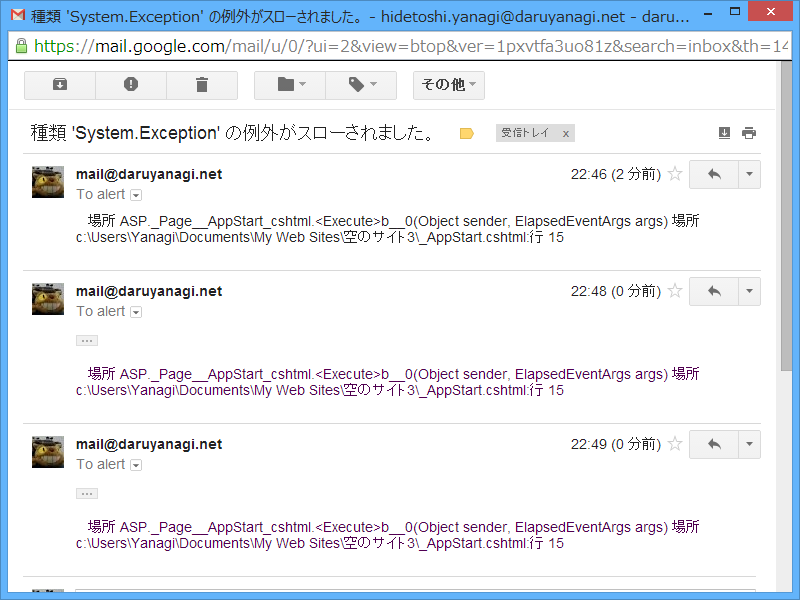 種類 'System.Exception' の例外がスローされました。 - hidetoshi.yanagi@daruyanagi.net - daru...
https://mail.google.com/mail/u/0/?ui=2&view=btop&ver=1pxvtfa3uo81z&search=inbox&th=14
その他
種類 'System.Exception' の例外がスローされました。 受信トレイ x
mail@daruyanagi.net 22:46 (2 分前)
To alert
場所 ASP._Page__AppStart_cshtml.<Execute>b__0(Object sender, ElapsedEventArgs args) 場所
c:\Users\Yanagi\Documents\My Web Sites\空のサイト3\_AppStart.cshtml:行 15
mail@daruyanagi.net 22:48 (0 分前)
To alert
...
場所 ASP._Page__AppStart_cshtml.<Execute>b__0(Object sender, ElapsedEventArgs args) 場所
c:\Users\Yanagi\Documents\My Web Sites\空のサイト3\_AppStart.cshtml:行 15
mail@daruyanagi.net 22:49 (0 分前)
To alert
...
場所 ASP._Page__AppStart_cshtml.<Execute>b__0(Object sender, ElapsedEventArgs args) 場所
c:\Users\Yanagi\Documents\My Web Sites\空のサイト3\_AppStart.cshtml:行 15